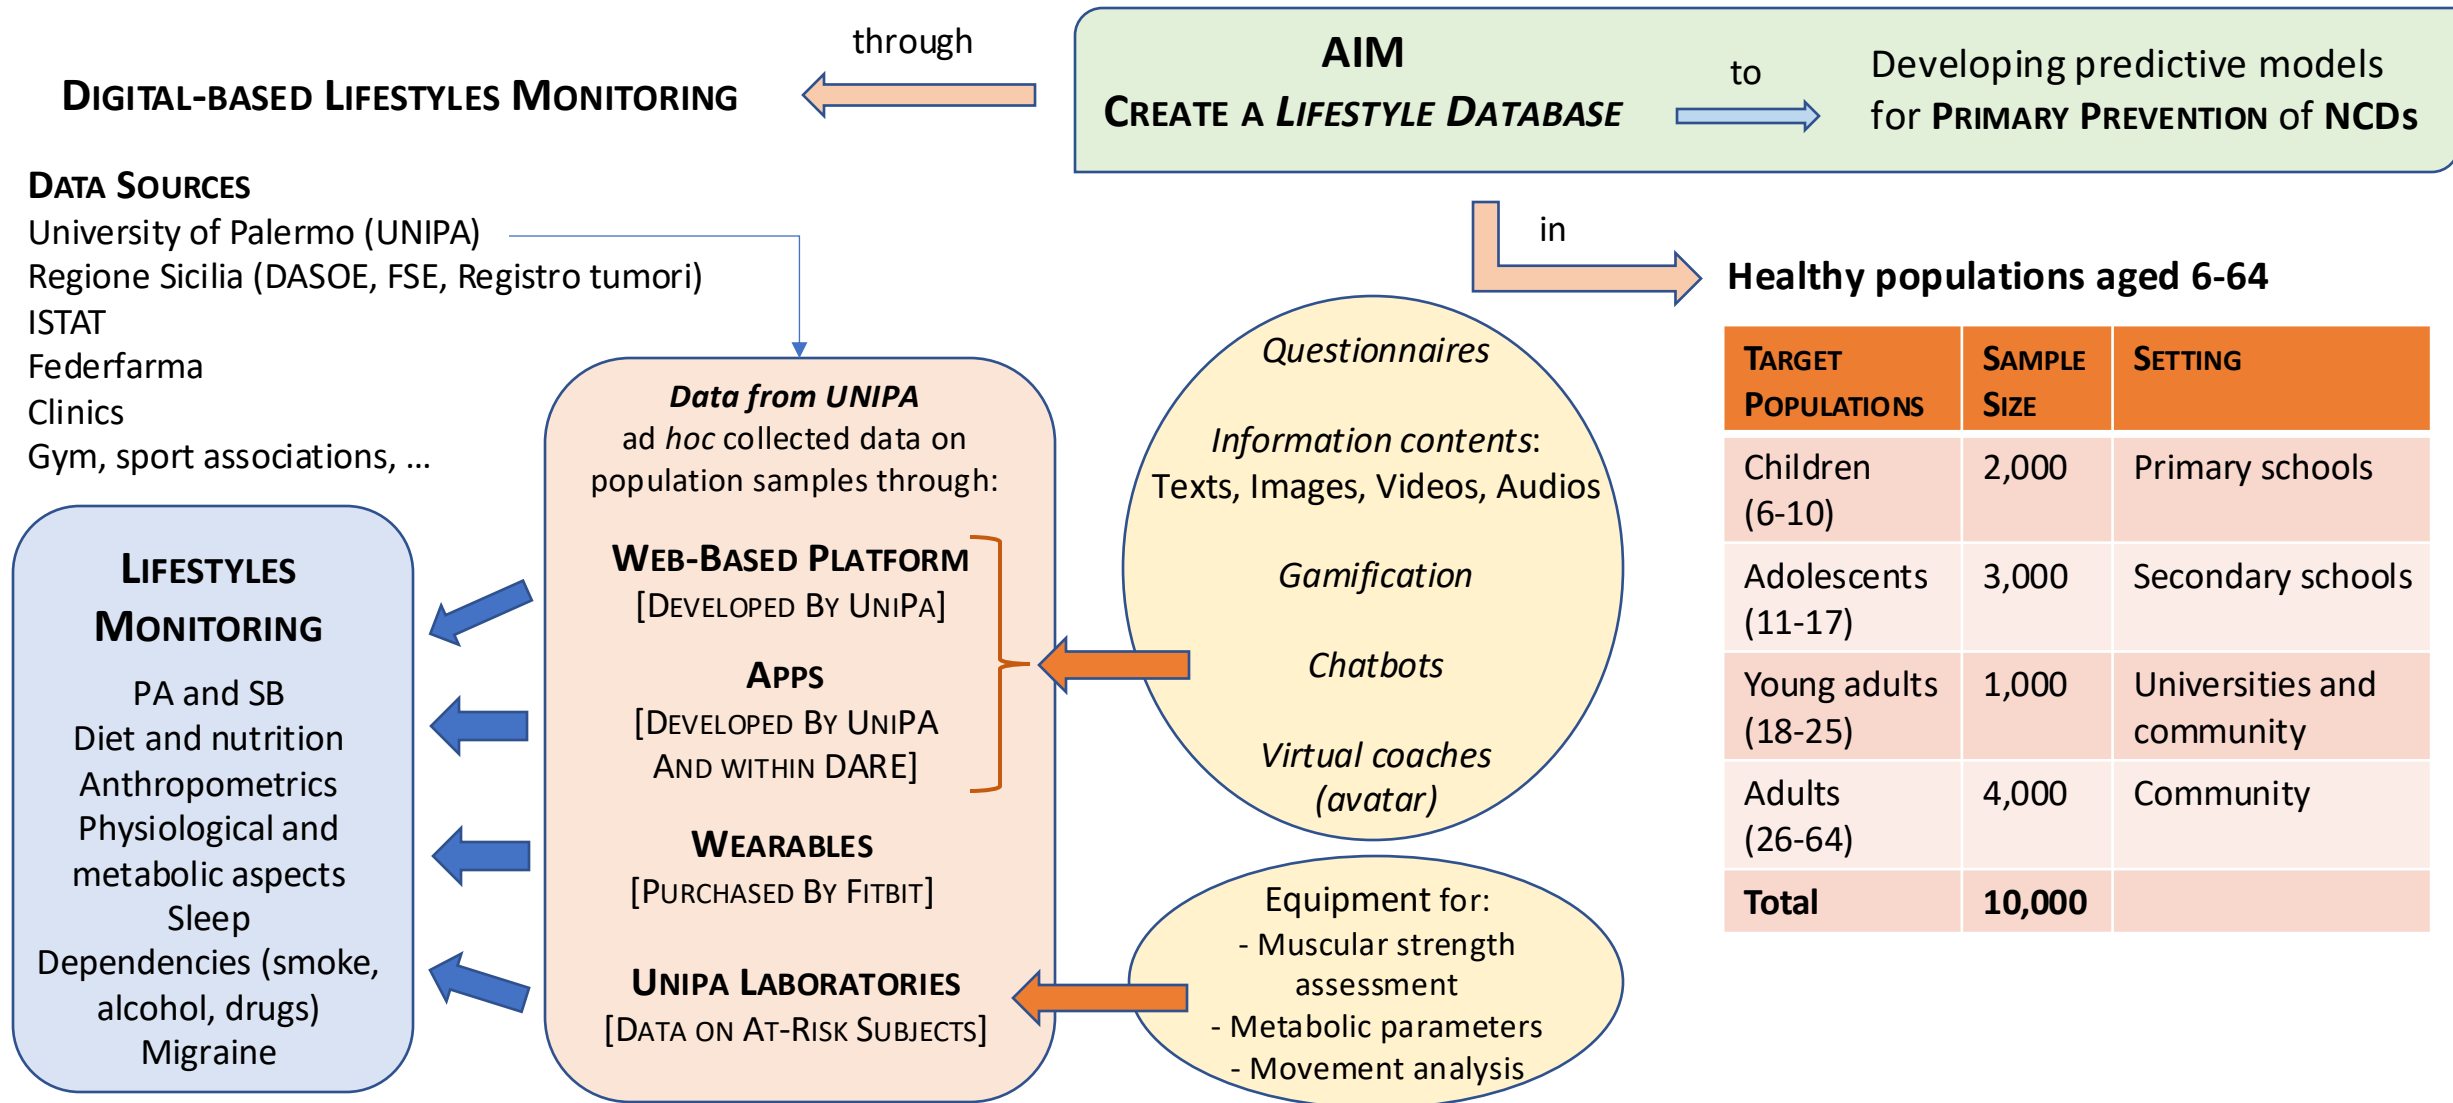 through
DIGITAL-BASED LIFESTYLES MONITORING
AIM
CREATE A LIFESTYLE DATABASE
to
Developing predictive models
for PRIMARY PREVENTION of NCDs
DATA SOURCES
University of Palermo (UNIPA)
Regione Sicilia (DASOE, FSE, Registro tumori)
ISTAT
Federfarma
Clinics
Gym, sport associations, ...
LIFESTYLES
MONITORING
PA and SB
Diet and nutrition
Anthropometrics
Physiological and
metabolic aspects
Sleep
Dependencies (smoke,
alcohol, drugs)
Migraine
Data from UNIPA
ad hoc collected data on
population samples through:
WEB-BASED PLATFORM
[DEVELOPED BY UNIPA]
APPS
[DEVELOPED BY UNIPA
AND WITHIN DARE]
WEARABLES
[PURCHASED BY FITBIT]
UNIPA LABORATORIES
[DATA ON AT-RISK SUBJECTS]
Questionnaires
Information contents:
Texts, Images, Videos, Audios
Gamification
Chatbots
Virtual coaches
(avatar)
Equipment for:
- Muscular strength
assessment
- Metabolic parameters
- Movement analysis
in
Healthy populations aged 6-64
TARGET POPULATIONS SAMPLE SIZE SETTING
Children (6-10) 2,000 Primary schools
Adolescents (11-17) 3,000 Secondary schools
Young adults (18-25) 1,000 Universities and community
Adults (26-64) 4,000 Community
Total 10,000